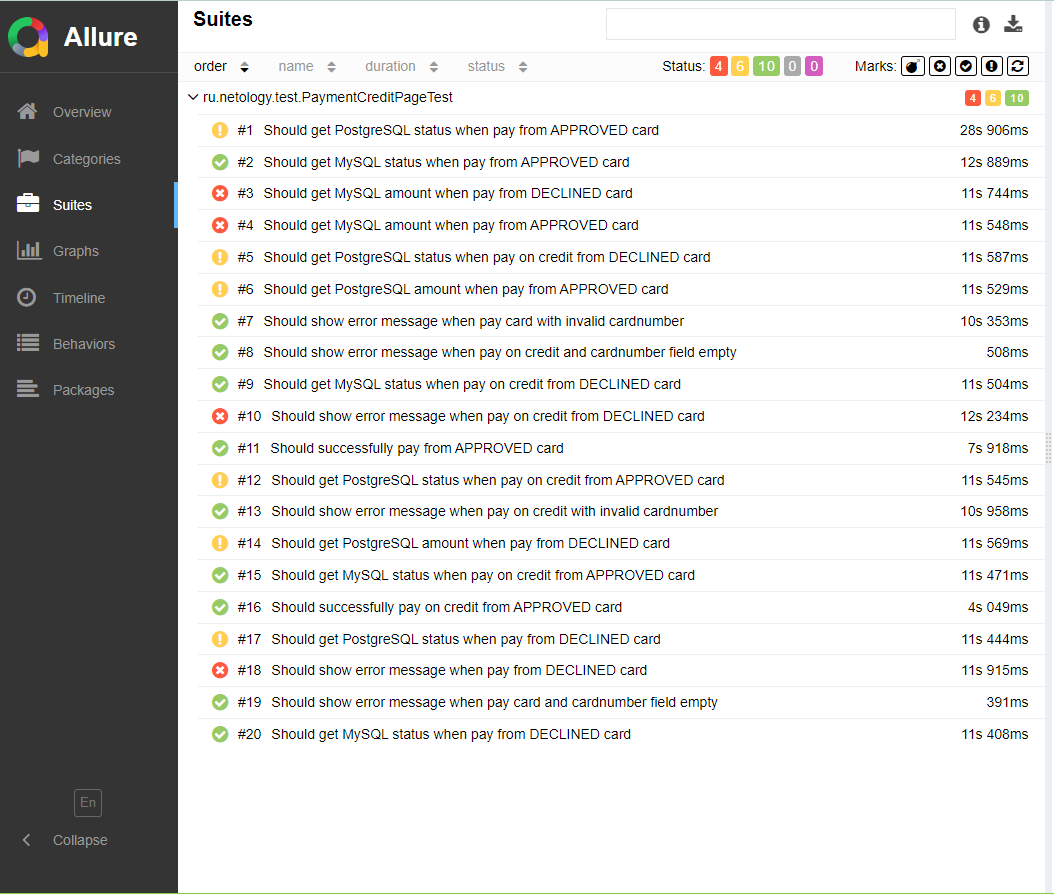 Allure
Overview
Categories
Suites
Graphs
Timeline
Behaviors
Packages
En
Collapse
Suites
order name duration status Status: 4 6 10 0 0 Marks:
ru.netology.test.PaymentCreditPageTest 4 6 10
#1 Should get PostgreSQL status when pay from APPROVED card 28s 906ms
#2 Should get MySQL status when pay from APPROVED card 12s 889ms
#3 Should get MySQL amount when pay from DECLINED card 11s 744ms
#4 Should get MySQL amount when pay from APPROVED card 11s 548ms
#5 Should get PostgreSQL status when pay on credit from DECLINED card 11s 587ms
#6 Should get PostgreSQL amount when pay from APPROVED card 11s 529ms
#7 Should show error message when pay card with invalid cardnumber 10s 353ms
#8 Should show error message when pay on credit and cardnumber field empty 508ms
#9 Should get MySQL status when pay on credit from DECLINED card 11s 504ms
#10 Should show error message when pay on credit from DECLINED card 12s 234ms
#11 Should successfully pay from APPROVED card 7s 918ms
#12 Should get PostgreSQL status when pay on credit from APPROVED card 11s 545ms
#13 Should show error message when pay on credit with invalid cardnumber 10s 958ms
#14 Should get PostgreSQL amount when pay from DECLINED card 11s 569ms
#15 Should get MySQL status when pay on credit from APPROVED card 11s 471ms
#16 Should successfully pay on credit from APPROVED card 4s 049ms
#17 Should get PostgreSQL status when pay from DECLINED card 11s 444ms
#18 Should show error message when pay from DECLINED card 11s 915ms
#19 Should show error message when pay card and cardnumber field empty 391ms
#20 Should get MySQL status when pay from DECLINED card 11s 408ms